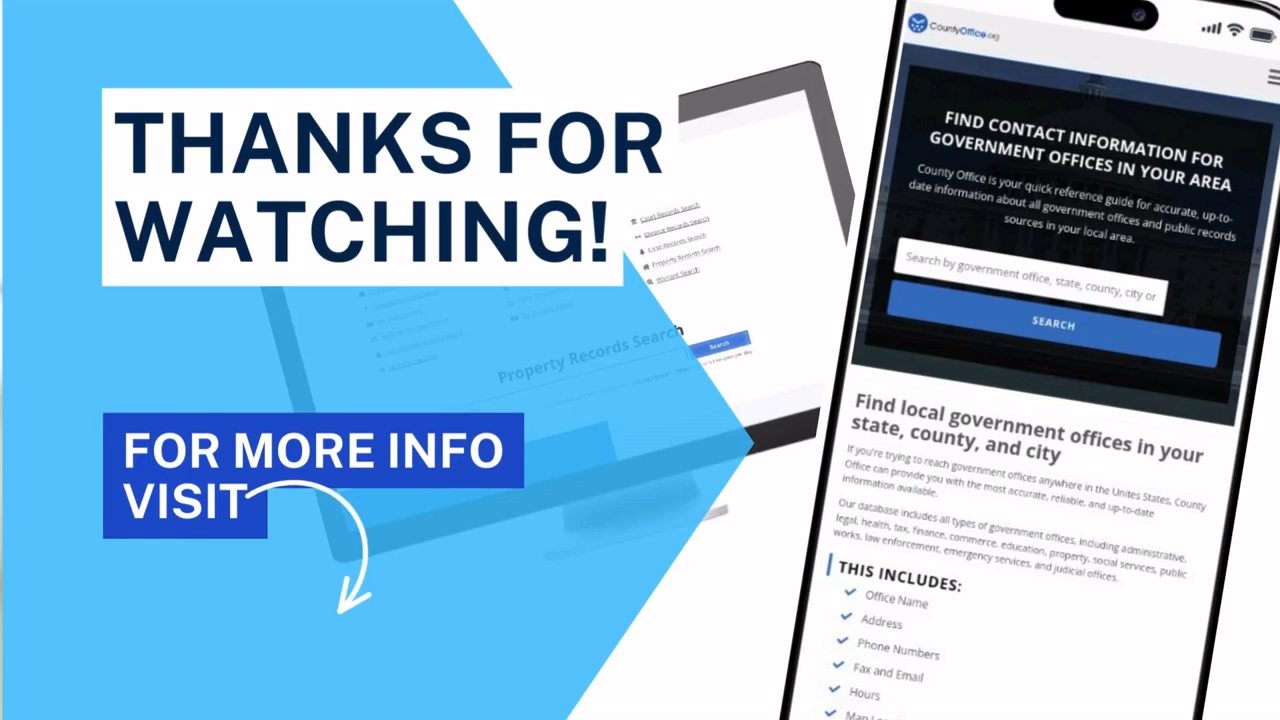 THANKS FOR
WATCHING!
FOR MORE INFO
VISIT
Court Records Search
Divorce Records Search
Land Records Search
Property Records Search
Warrant Search
Property Records Search
Search
CountyOffice.org
FIND CONTACT INFORMATION FOR
GOVERNMENT OFFICES IN YOUR AREA
County Office is your quick reference guide for accurate, up-to-
date information about all government offices and public records
sources in your local area.
Search by government office, state, county, city or
SEARCH
Find local government offices in your
state, county, and city
If you're trying to reach government offices anywhere in the Unites States, County
Office can provide you with the most accurate, reliable, and up-to-date
information available.
Our database includes all types of government offices, including administrative,
legal, health, tax, finance, commerce, education, property, social services, public
works, law enforcement, emergency services, and judicial offices.
THIS INCLUDES:
Office Name
Address
Phone Numbers
Fax and Email
Hours